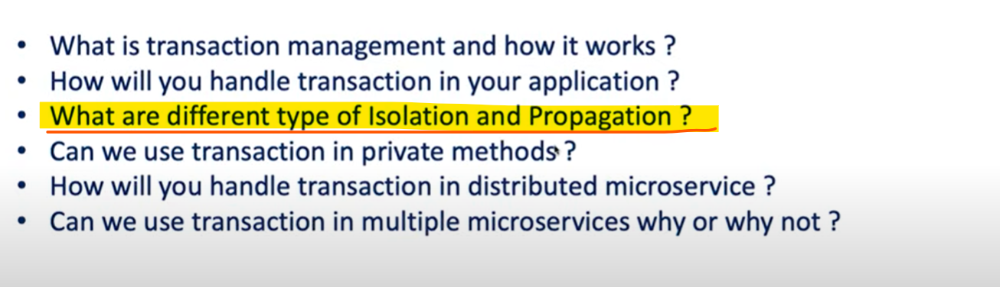 • What is transaction management and how it works ?
• How will you handle transaction in your application ?
• What are different type of Isolation and Propagation ?
• Can we use transaction in private methods ?
• How will you handle transaction in distributed microservice ?
• Can we use transaction in multiple microservices why or why not ?